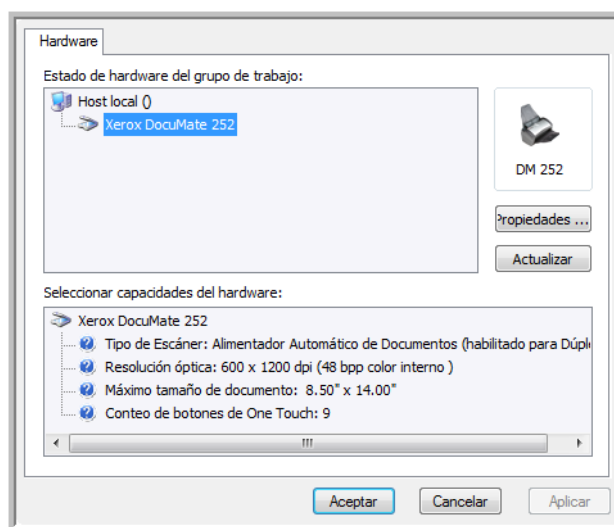 Hardware
Estado de hardware del grupo de trabajo:
Host local ()
Xerox DocuMate 252
DM 252
Propiedades ...
Actualizar
Seleccionar capacidades del hardware:
Xerox DocuMate 252
Tipo de Escáner: Alimentador Automático de Documentos (habilitado para Dúple
Resolución óptica: 600 x 1200 dpi (48 bpp color interno )
Máximo tamaño de documento: 8.50" x 14.00"
Conteo de botones de One Touch: 9
Aceptar
Cancelar
Aplicar